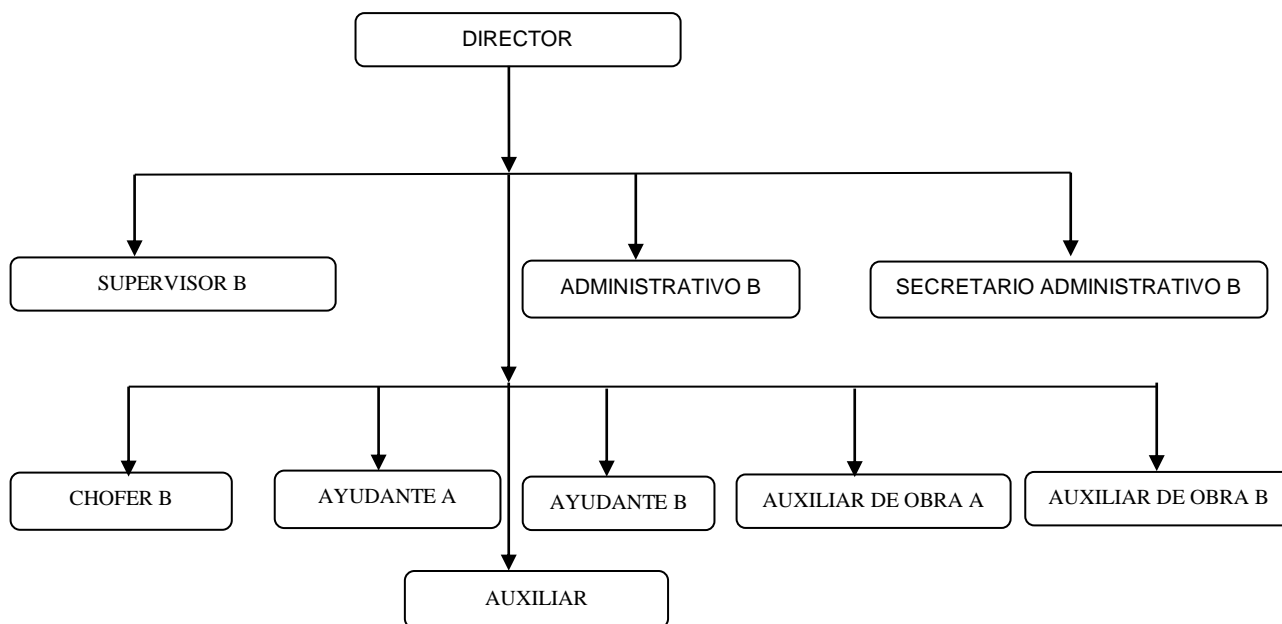 DIRECTOR
SUPERVISOR B
ADMINISTRATIVO B
SECRETARIO ADMINISTRATIVO B
CHOFER B
AYUDANTE A
AYUDANTE B
AUXILIAR DE OBRA A
AUXILIAR DE OBRA B
AUXILIAR